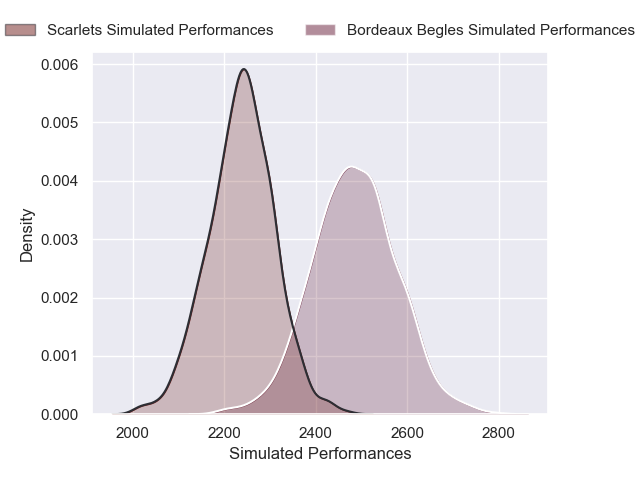 Scarlets Simulated Performances Bordeaux Begles Simulated Performances
0.006
0.005
0.004
0.003
0.002
0.001
0.000
Density
2000 2200 2400 2600 2800
Simulated Performances